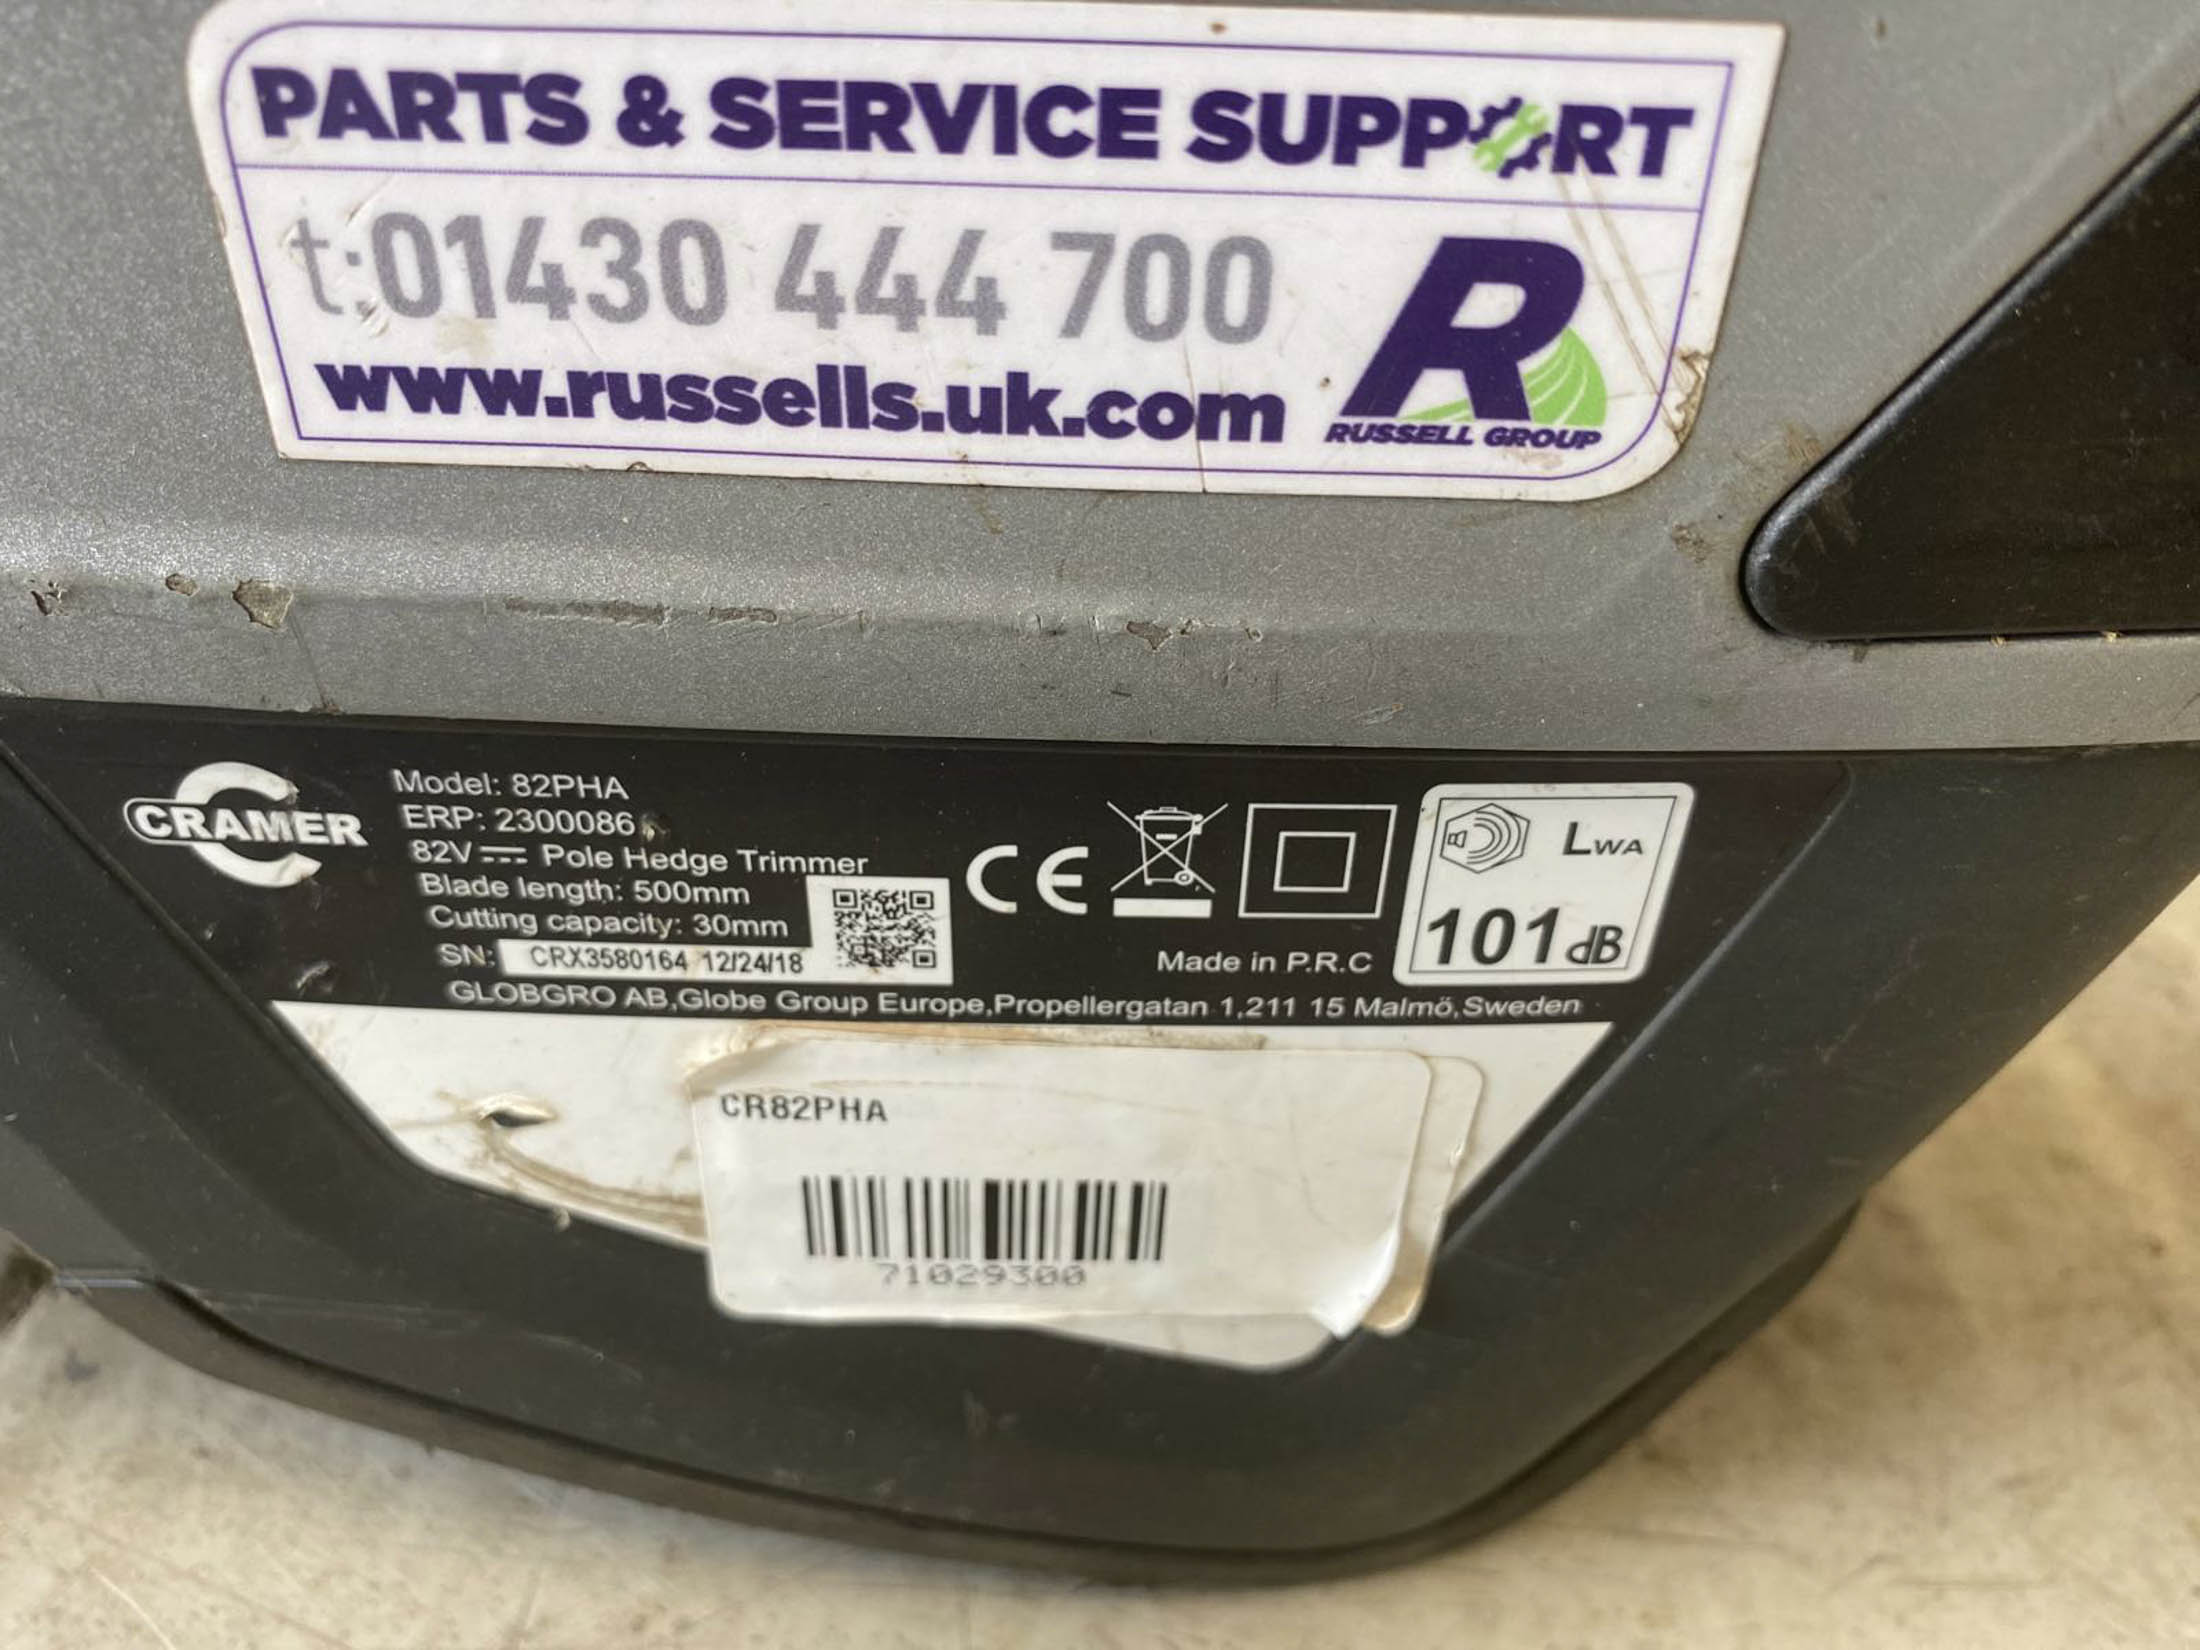 PARTS & SERVICE SUPPORT
t:01430 444 700
www.russells.uk.com
R
RUSSELL GROUP
CRAMER
Model: 82PHA
ERP: 2300086
82V Pole Hedge Trimmer
Blade length: 500mm
Cutting capacity: 30mm
SN: CRX3580164 12/24/18
CE
Made in P.R.C
LWA
101dB
GLOBGRO AB,Globe Group Europe,Propellergatan 1,211 15 Malmö,Sweden
CR82PHA
71029300